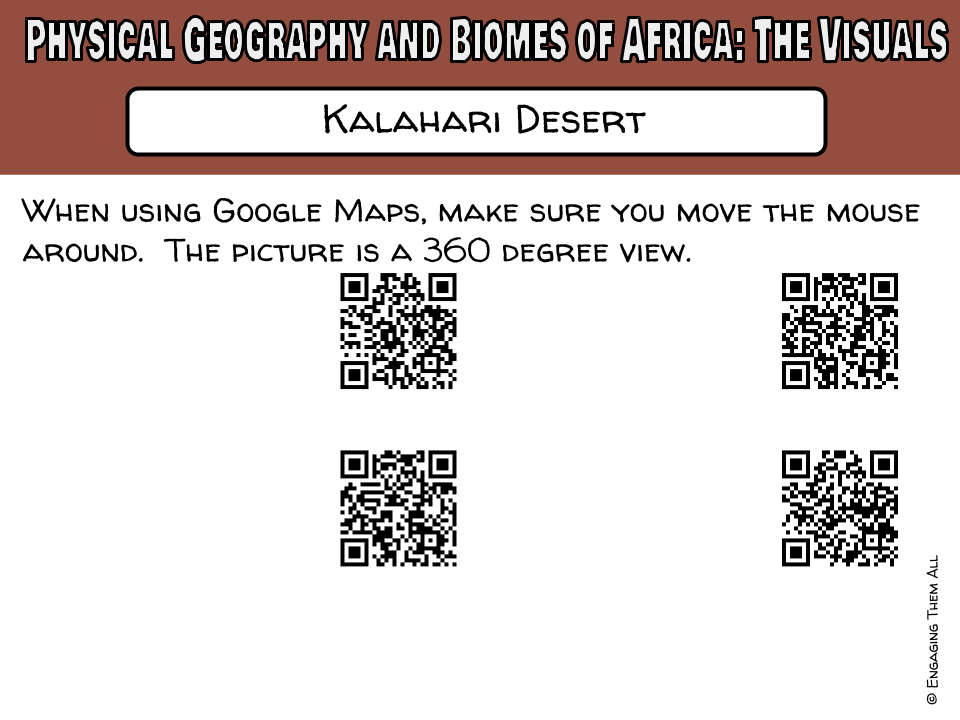 Physical Geography and Biomes of Africa: The Visuals
Kalahari Desert
When using Google Maps, make sure you move the mouse
around. The picture is a 360 degree view.
© Engaging Them All